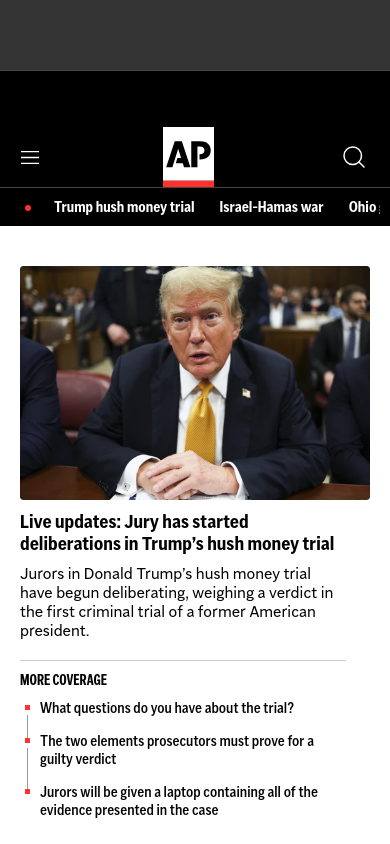 AP
Trump hush money trial Israel-Hamas war Ohio
Live updates: Jury has started
deliberations in Trump’s hush money trial
Jurors in Donald Trump’s hush money trial
have begun deliberating, weighing a verdict in
the first criminal trial of a former American
president.
MORE COVERAGE
What questions do you have about the trial?
The two elements prosecutors must prove for a
guilty verdict
Jurors will be given a laptop containing all of the
evidence presented in the case